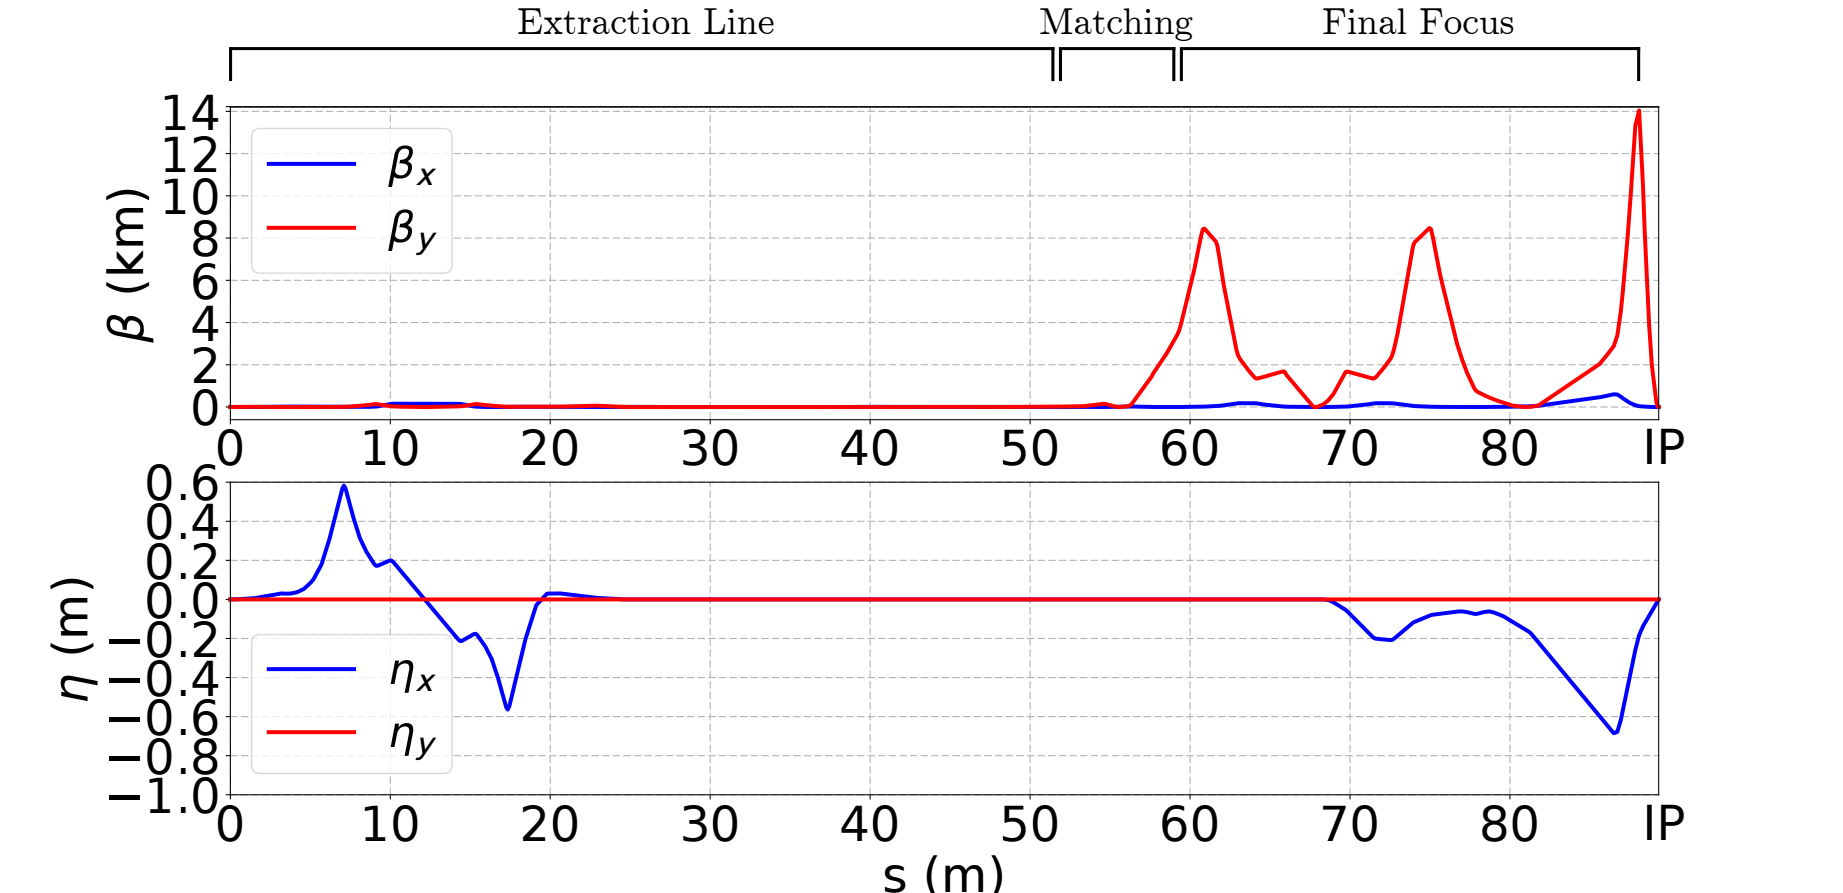 Extraction Line Matching Final Focus
14
12
10
8
6
4
2
0
β (km)
βx
βy
0 10 20 30 40 50 60 70 80 IP
0.6
0.4
0.2
0.0
−0.2
−0.4
−0.6
−0.8
−1.0
η (m)
ηx
ηy
0 10 20 30 40 50 60 70 80 IP
s (m)